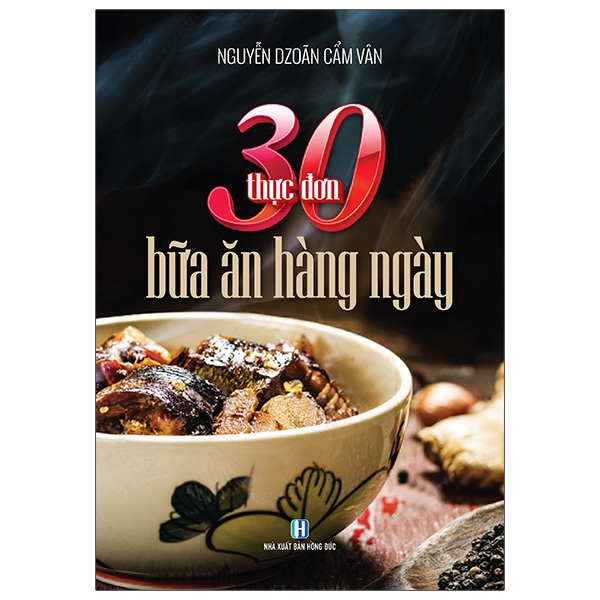 NGUYỄN DZOÃN CẨM VÂN
30
thực đơn
bữa ăn hàng ngày
H
NHÀ XUẤT BẢN HỒNG ĐỨC